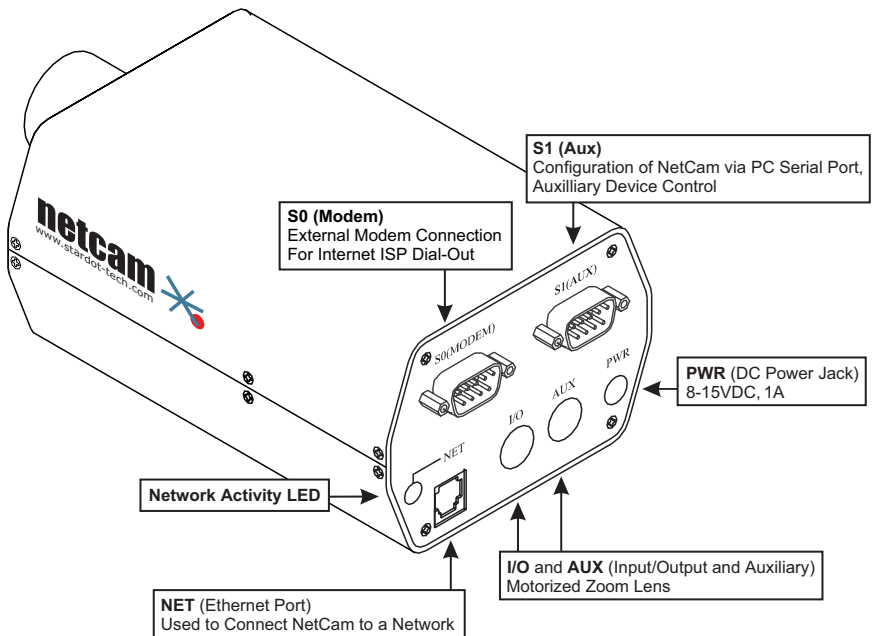 S1 (Aux)
Configuration of NetCam via PC Serial Port,
Auxilliary Device Control
S0 (Modem)
External Modem Connection
For Internet ISP Dial-Out
netcam
www.stardot-tech.com
S1(AUX)
S0(MODEM)
PWR
AUX
I/O
NET
PWR (DC Power Jack)
8-15VDC, 1A
Network Activity LED
I/O and AUX (Input/Output and Auxiliary)
Motorized Zoom Lens
NET (Ethernet Port)
Used to Connect NetCam to a Network